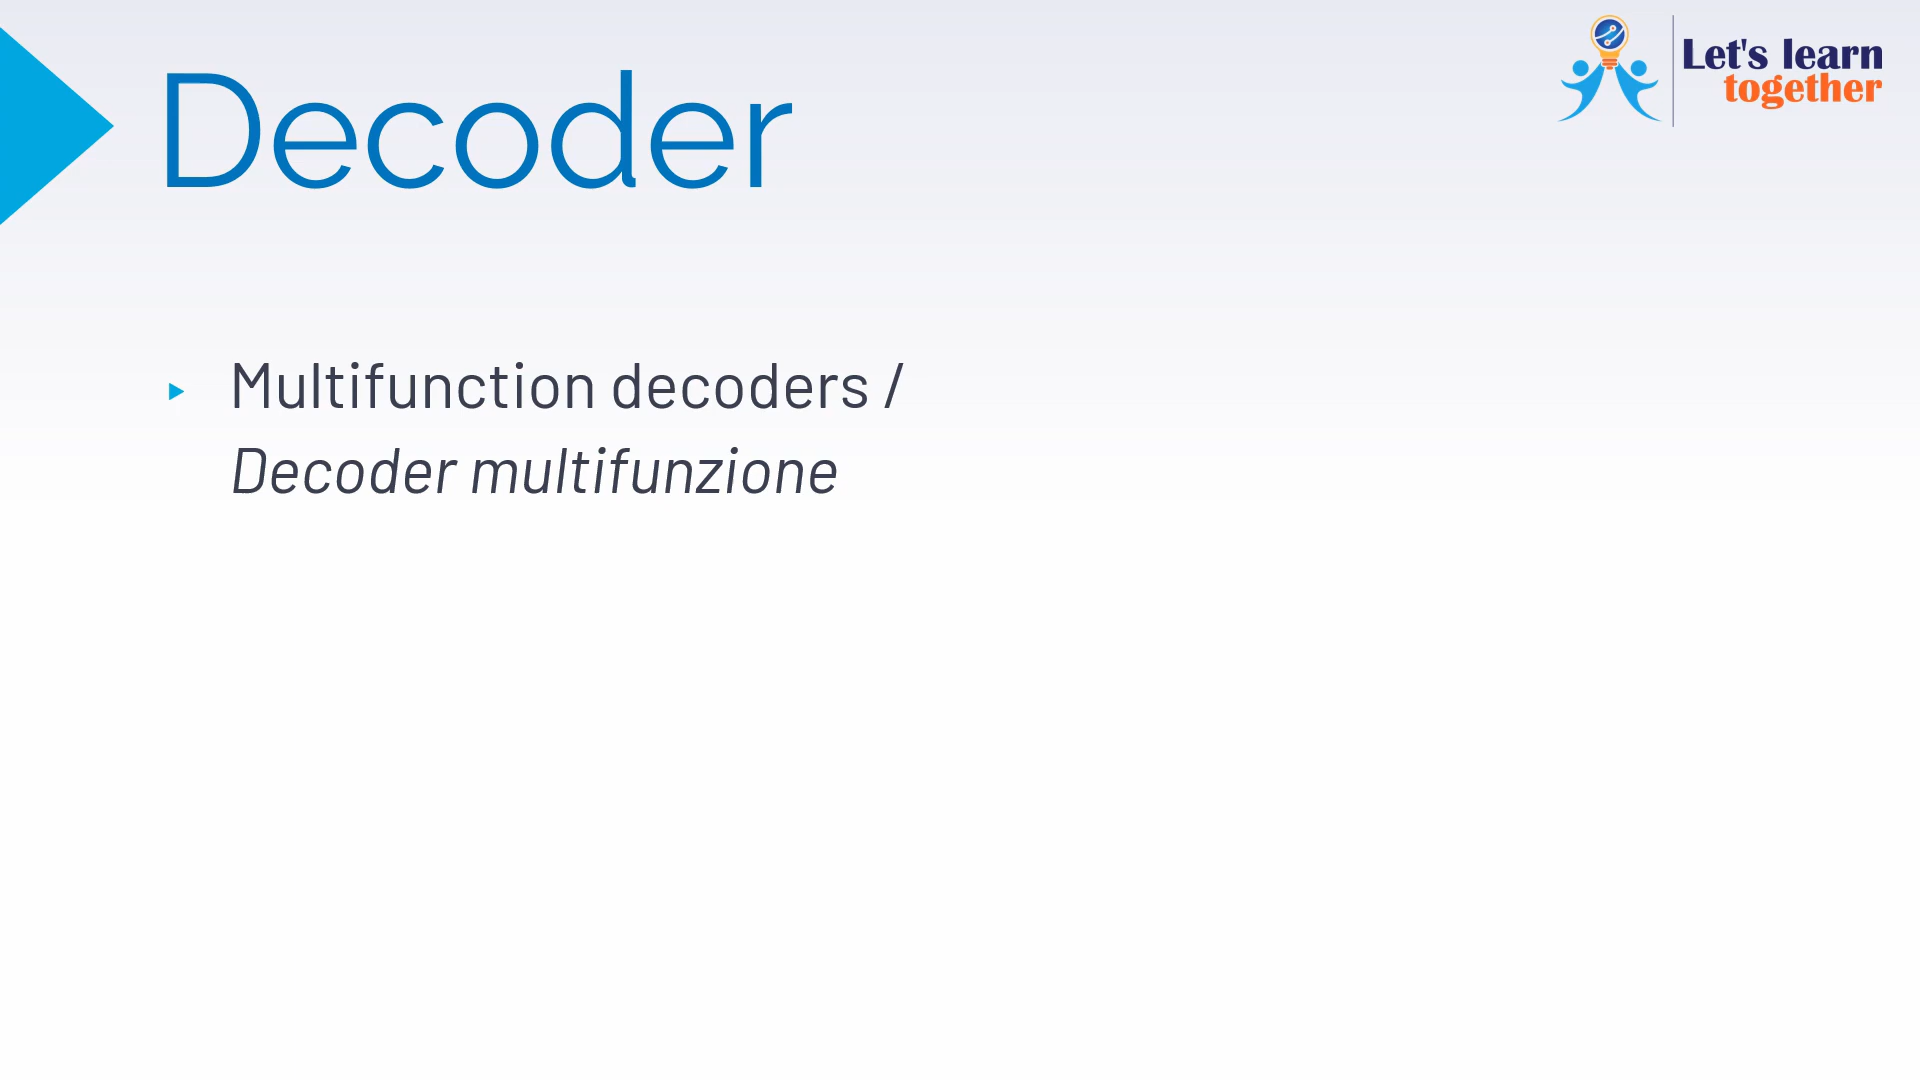 Decoder
Let's learn
together
Multifunction decoders /
Decoder multifunzione